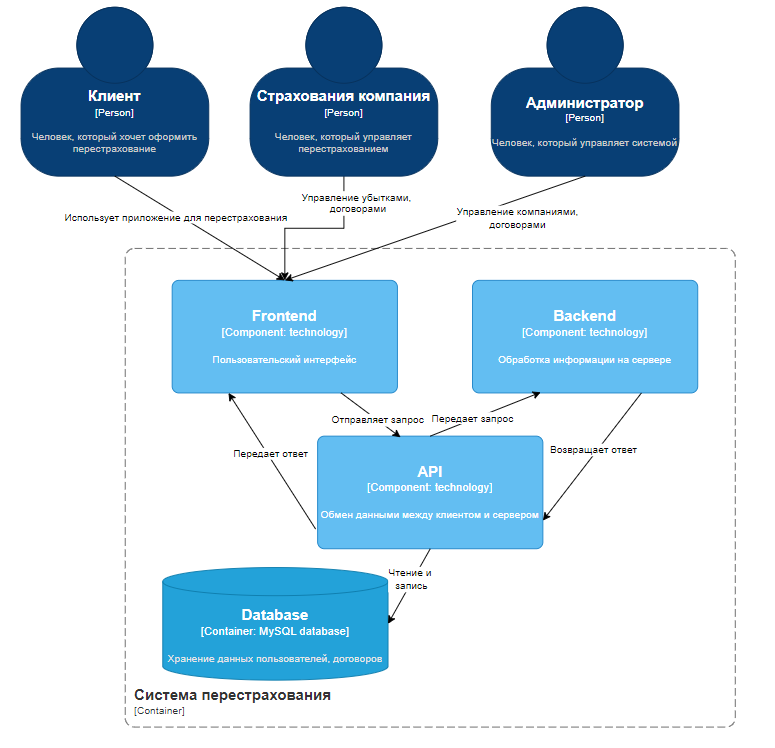 Клиент
[Person]
Человек, который хочет оформить
перестрахование
Страхования компания
[Person]
Человек, который управляет
перестрахованием
Администратор
[Person]
Человек, который управляет системой
Использует приложение для перестрахования
Управление убытками,
договорами
Управление компаниями,
договорами
Frontend
[Component: technology]
Пользовательский интерфейс
Backend
[Component: technology]
Обработка информации на сервере
Отправляет запрос
Передает запрос
Передает ответ
Возвращает ответ
API
[Component: technology]
Обмен данными между клиентом и сервером
Чтение и
запись
Database
[Container: MySQL database]
Хранение данных пользователей, договоров
Система перестрахования
[Container]